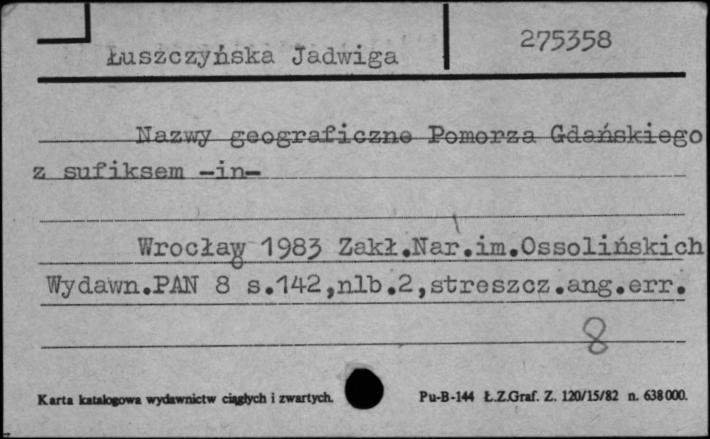 Łuszczyńska Jadwiga 275358
Nazwy geograficzne Pomorza Gdańskiego
z sufiksem -in-
Wrocław 1983 Zakł.Nar.im.Ossolińskich
Wydawn.PAN 8 s.142,nlb.2,streszcz.ang.err.
8
Karta katalogowa wydawnictw ciągłych i zwartych. Pu-B-144 Ł.Z.Graf. Z. 120/15/82 n. 638000.